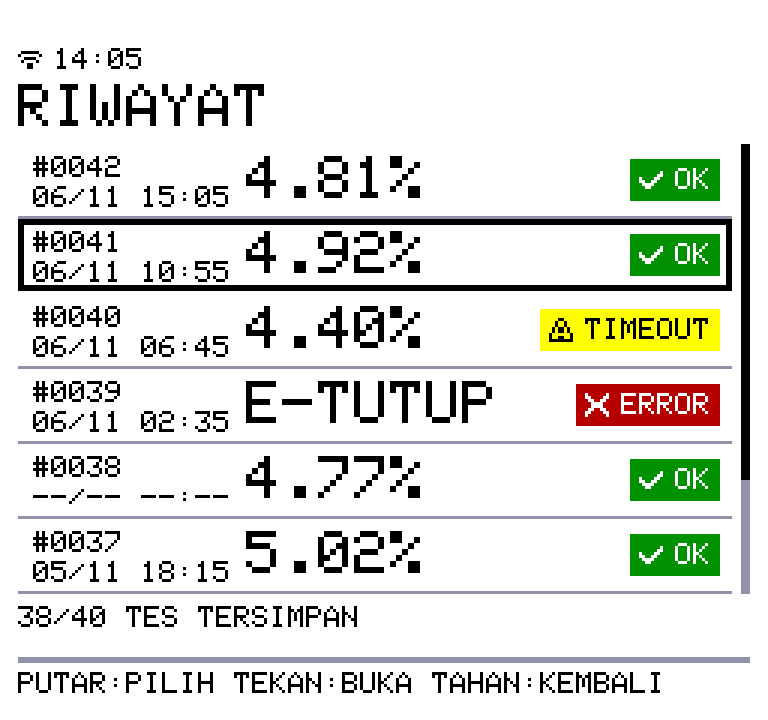 14:05
RIWAYAT
#0042
06/11 15:05 4.81% OK
#0041
06/11 10:55 4.92% OK
#0040
06/11 06:45 4.40% TIMEOUT
#0039
06/11 02:35 E-TUTUP ERROR
#0038
--/-- --:-- 4.77% OK
#0037
05/11 18:15 5.02% OK
38/40 TES TERSIMPAN
PUTAR:PILIH TEKAN:BUKA TAHAN:KEMBALI